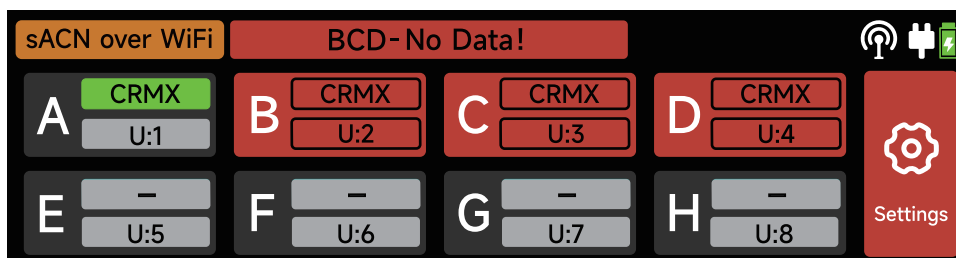 sACN over WiFi BCD-No Data!
A CRMX U:1
B CRMX U:2
C CRMX U:3
D CRMX U:4
E – U:5
F – U:6
G – U:7
H – U:8
Settings